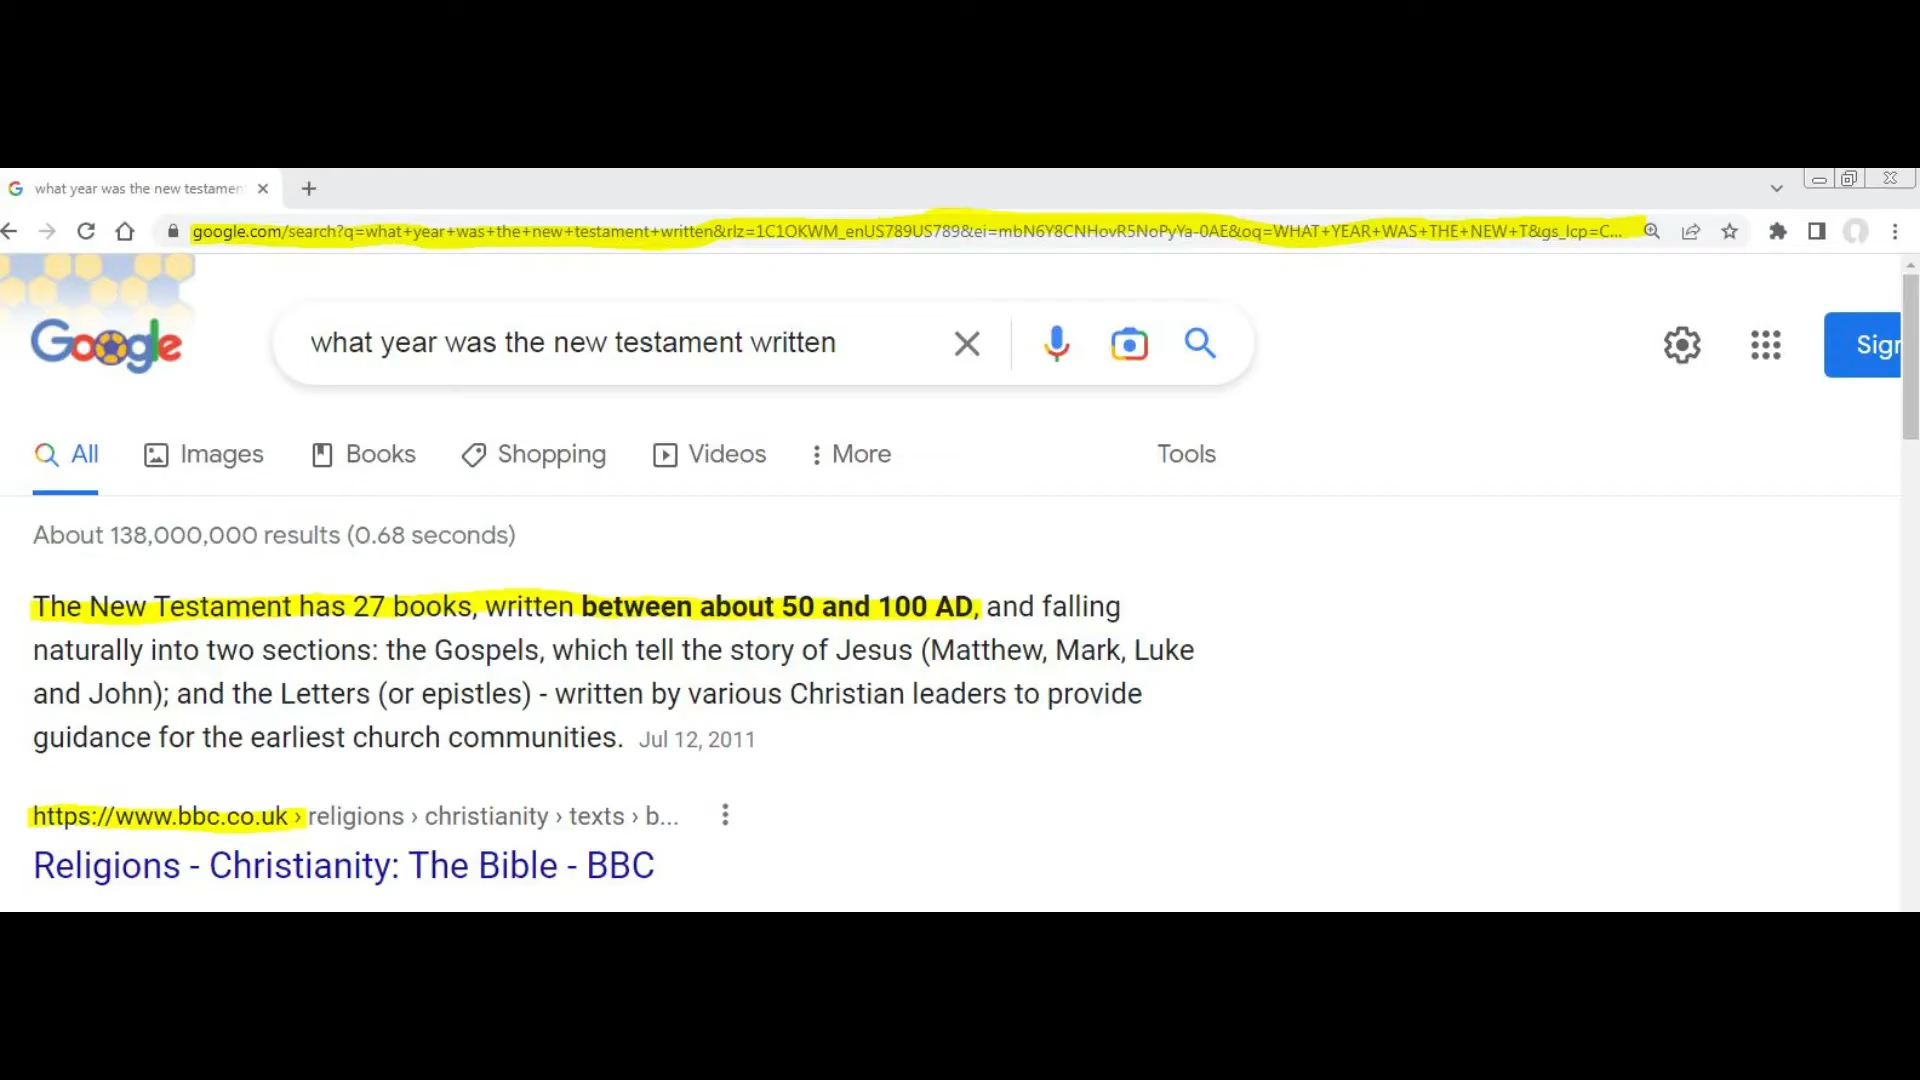 what year was the new testamen
google.com/search?q=what+year+was+the+new+testament+written&rlz=1C1OKWM_enUS789US789&ei=mbN6Y8CNHovR5NoPyYa-0AE&oq=WHAT+YEAR+WAS+THE+NEW+T&gs_lcp=C...
Google
what year was the new testament written
Sign
All Images Books Shopping Videos More Tools
About 138,000,000 results (0.68 seconds)
The New Testament has 27 books, written between about 50 and 100 AD, and falling
naturally into two sections: the Gospels, which tell the story of Jesus (Matthew, Mark, Luke
and John); and the Letters (or epistles) - written by various Christian leaders to provide
guidance for the earliest church communities. Jul 12, 2011
https://www.bbc.co.uk › religions › christianity › texts › b...
Religions - Christianity: The Bible - BBC